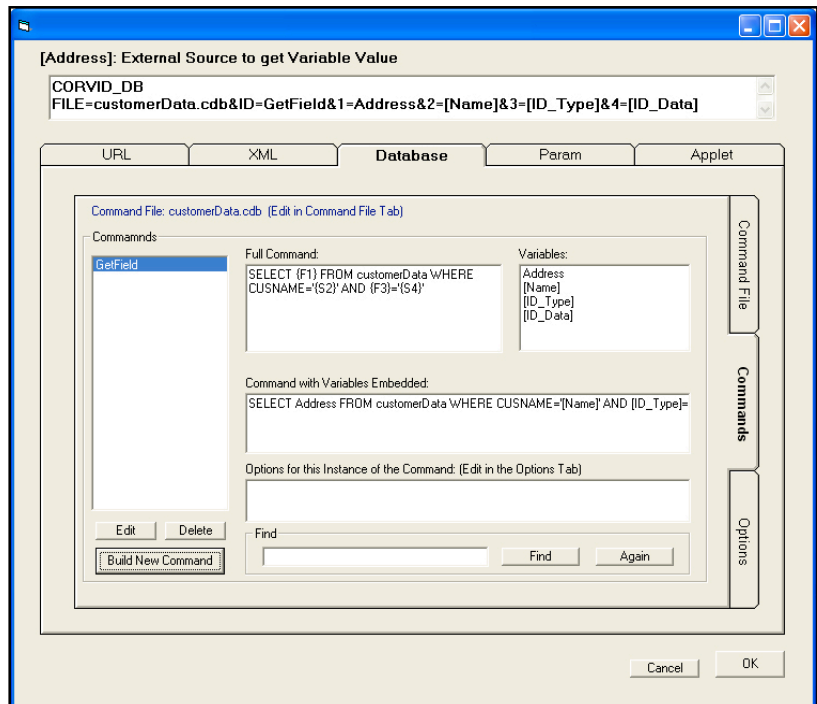 [Address]: External Source to get Variable Value
CORVID_DB
FILE=customerData.cdb&ID=GetField&1=Address&2=[Name]&3=[ID_Type]&4=[ID_Data]
URL
XML
Database
Param
Applet
Command File: customerData.cdb (Edit in Command File Tab)
Commamnds
GetField
Full Command:
SELECT {F1} FROM customerData WHERE
CUSNAME='{S2}' AND {F3}='{S4}'
Variables:
Address
[Name]
[ID_Type]
[ID_Data]
Command with Variables Embedded:
SELECT Address FROM customerData WHERE CUSNAME='[Name]' AND [ID_Type]=
Options for this Instance of the Command: (Edit in the Options Tab)
Edit
Delete
Build New Command
Find
Find
Again
Command File
Commands
Options
Cancel
OK